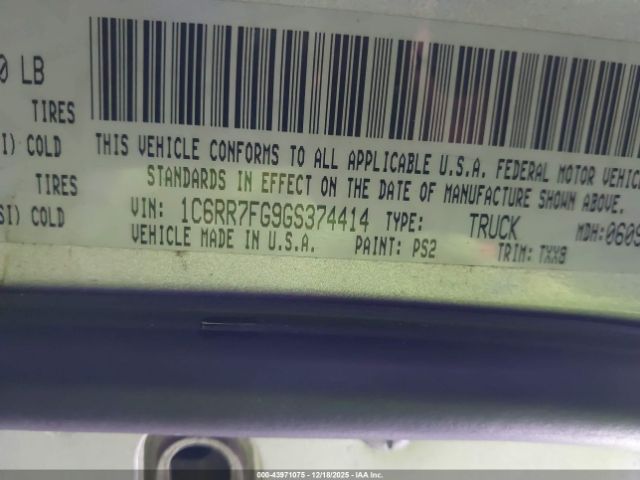 0 LB
TIRES
I) COLD
THIS VEHICLE CONFORMS TO ALL APPLICABLE U.S.A. FEDERAL MOTOR VEHIC
TIRES
STANDARDS IN EFFECT ON THE DATE OF MANUFACTURE SHOWN ABOVE.
SI) COLD
VIN: 1C6RR7FG9GS374414 TYPE: TRUCK MDH:0609
VEHICLE MADE IN U.S.A. PAINT: PS2 TRIM: TXX8
© 000-43971075 — 12/18/2025 — IAAI.COM